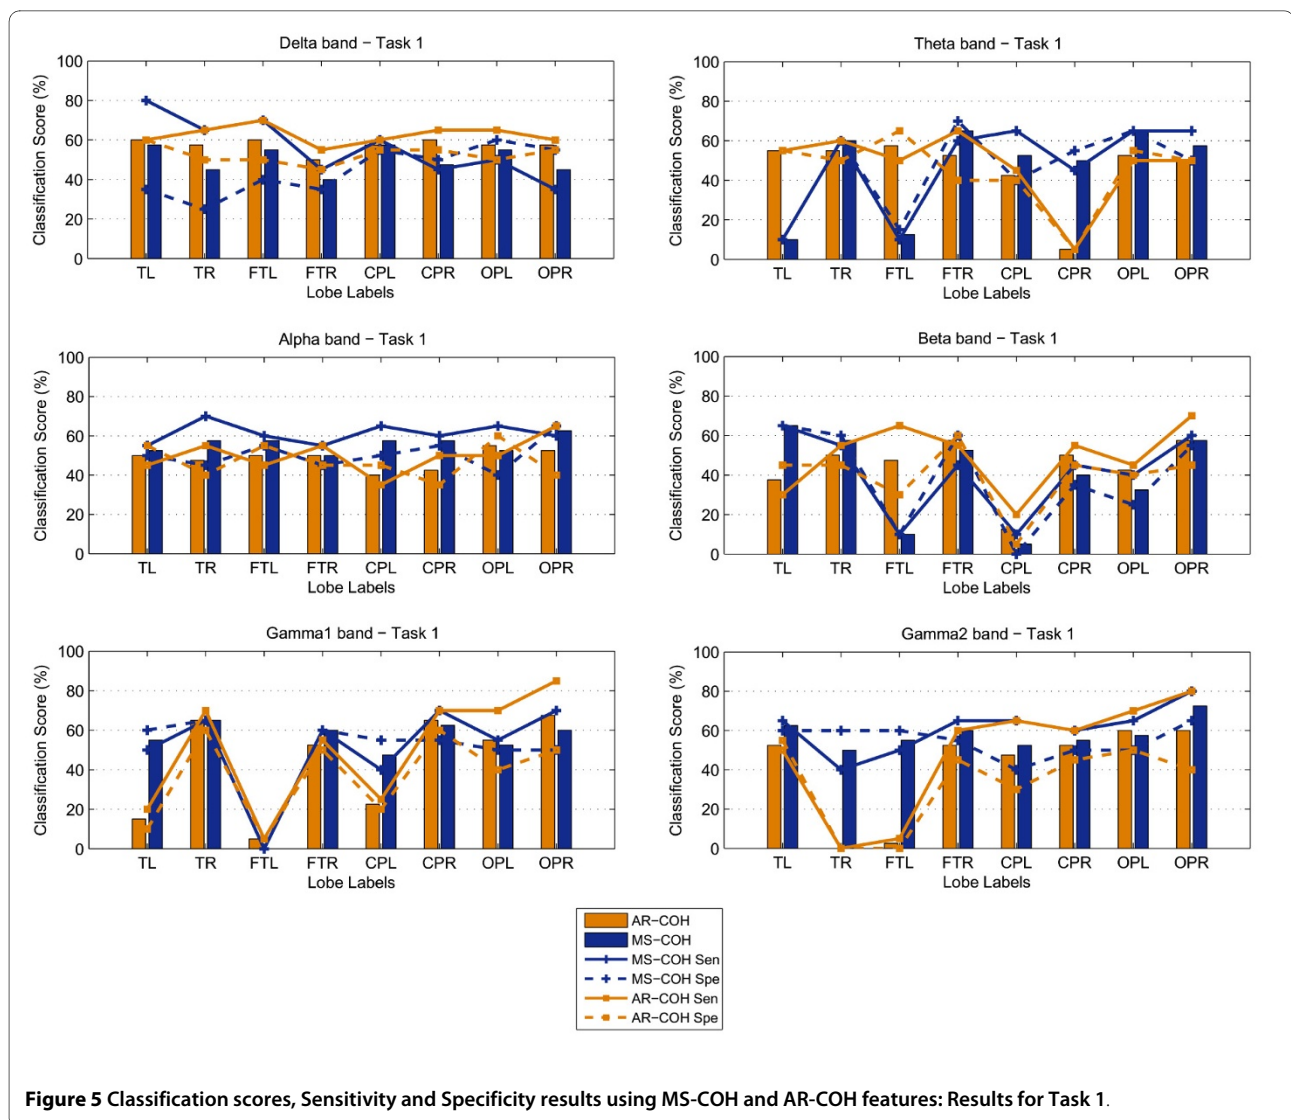 Delta band − Task 1
Classification Score (%)
100
80
60
40
20
0
TL TR FTL FTR CPL CPR OPL OPR
Lobe Labels
Theta band − Task 1
Classification Score (%)
100
80
60
40
20
0
TL TR FTL FTR CPL CPR OPL OPR
Lobe Labels
Alpha band − Task 1
Classification Score (%)
100
80
60
40
20
0
TL TR FTL FTR CPL CPR OPL OPR
Lobe Labels
Beta band − Task 1
Classification Score (%)
100
80
60
40
20
0
TL TR FTL FTR CPL CPR OPL OPR
Lobe Labels
Gamma1 band − Task 1
Classification Score (%)
100
80
60
40
20
0
TL TR FTL FTR CPL CPR OPL OPR
Lobe Labels
Gamma2 band − Task 1
Classification Score (%)
100
80
60
40
20
0
TL TR FTL FTR CPL CPR OPL OPR
Lobe Labels
AR−COH
MS−COH
MS−COH Sen
MS−COH Spe
AR−COH Sen
AR−COH Spe
Figure 5 Classification scores, Sensitivity and Specificity results using MS-COH and AR-COH features: Results for Task 1.